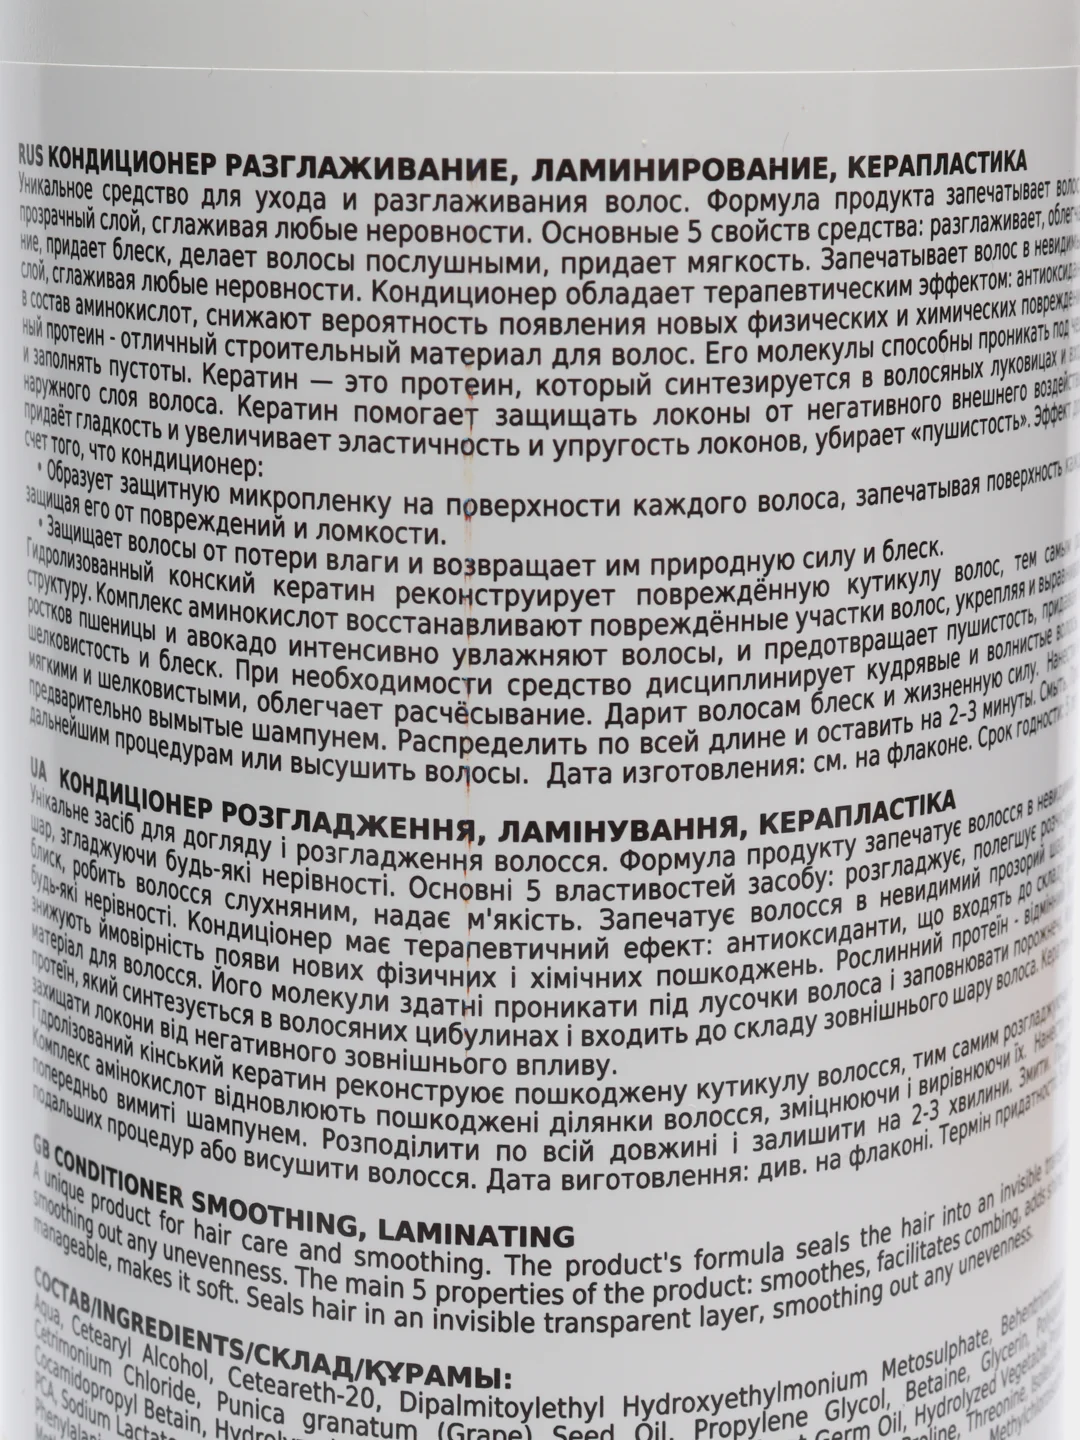 RUS КОНДИЦИОНЕР РАЗГЛАЖИВАНИЕ, ЛАМИНИРОВАНИЕ, КЕРАПЛАСТИКА
Уникальное средство для ухода и разглаживания волос. Формула продукта запечатывает
прозрачный слой, сглаживая любые неровности. Основные 5 свойств средства: разглаживает,
ние, придает блеск, делает волосы послушными, придает мягкость. Запечатывает волос в
слой, сглаживая любые неровности. Кондиционер обладает терапевтическим эффектом:
в состав аминокислот, снижают вероятность появления новых физических и химических
ный протеин - отличный строительный материал для волос. Его молекулы способны проникать под
и заполнять пустоты. Кератин — это протеин, который синтезируется в волосяных луковицах и
наружного слоя волоса. Кератин помогает защищать локоны от негативного внешнего
придаёт гладкость и увеличивает эластичность и упругость локонов, убирает «пушистость». Эффект
счет того, что кондиционер:
• Образует защитную микропленку на поверхности каждого волоса, запечатывая поверхность
защищая его от повреждений и ломкости.
• Защищает волосы от потери влаги и возвращает им природную силу и блеск.
Гидролизованный конский кератин реконструирует повреждённую кутикулу волос, тем самым
структуру. Комплекс аминокислот восстанавливают повреждённые участки волос, укрепляя и
ростков пшеницы и авокадо интенсивно увлажняют волосы, и предотвращает пушистость,
шелковистость и блеск. При необходимости средство дисциплинирует кудрявые и волнистые
мягкими и шелковистыми, облегчает расчёсывание. Дарит волосам блеск и жизненную силу.
предварительно вымытые шампунем. Распределить по всей длине и оставить на 2-3 минуты. Смыть
дальнейшим процедурам или высушить волосы. Дата изготовления: см. на флаконе. Срок годности:
UA КОНДИЦІОНЕР РОЗГЛАДЖЕННЯ, ЛАМІНУВАННЯ, КЕРАПЛАСТІКА
Унікальне засіб для догляду і розгладження волосся. Формула продукту запечатує волосся в
шар, згладжуючи будь-які нерівності. Основні 5 властивостей засобу: розгладжує, полегшує
блиск, робить волосся слухняним, надає м'якість. Запечатує волосся в невидимий прозорий
будь-які нерівності. Кондиціонер має терапевтичний ефект: антиоксиданти, що входять до
знижують ймовірність появи нових фізичних і хімічних пошкоджень. Рослинний протеїн -
матеріал для волосся. Його молекули здатні проникати під лусочки волоса і заповнювати
протеїн, який синтезується в волосяних цибулинах і входить до складу зовнішнього шару волоса.
захищати локони від негативного зовнішнього впливу.
Гідролізований кінський кератин реконструює пошкоджену кутикулу волосся, тим самим
Комплекс амінокислот відновлюють пошкоджені ділянки волосся, зміцнюючи і вирівнюючи їх.
попередньо вимиті шампунем. Розподілити по всій довжині і залишити на 2-3 хвилини. Змити.
подальших процедур або висушити волосся. Дата виготовлення: див. на флаконі. Термін придатності:
GB CONDITIONER SMOOTHING, LAMINATING
A unique product for hair care and smoothing. The product's formula seals the hair into an invisible
smoothing out any unevenness. The main 5 properties of the product: smoothes, facilitates combing, adds
manageable, makes it soft. Seals hair in an invisible transparent layer, smoothing out any unevenness.
СОСТАВ/INGREDIENTS/СКЛАД/ҚҰРАМЫ:
Aqua, Cetearyl Alcohol, Ceteareth-20, Dipalmitoylethyl Hydroxyethylmonium Metosulphate,
Cetrimonium Chloride, Punica granatum (Grape) Seed Oil, Propylene Glycol, Betaine, Glycerin,
Cocamidopropyl Betain, Germ Oil, Hydrolyzed Vegetable
PCA, Sodium Threonine,